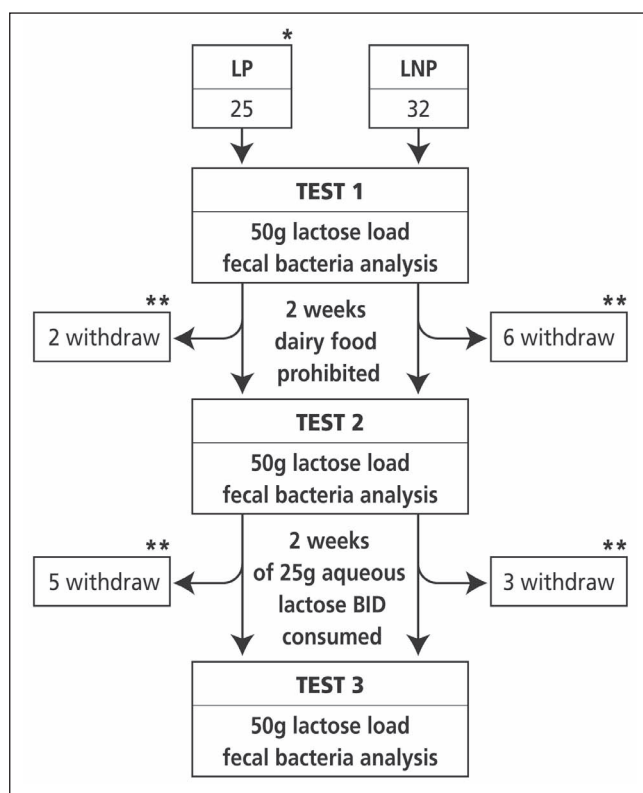 *
LP
25
LNP
32
TEST 1
50g lactose load
fecal bacteria analysis
**
2 withdraw
2 weeks
dairy food
prohibited
**
6 withdraw
TEST 2
50g lactose load
fecal bacteria analysis
**
5 withdraw
2 weeks
of 25g aqueous
lactose BID
consumed
**
3 withdraw
TEST 3
50g lactose load
fecal bacteria analysis